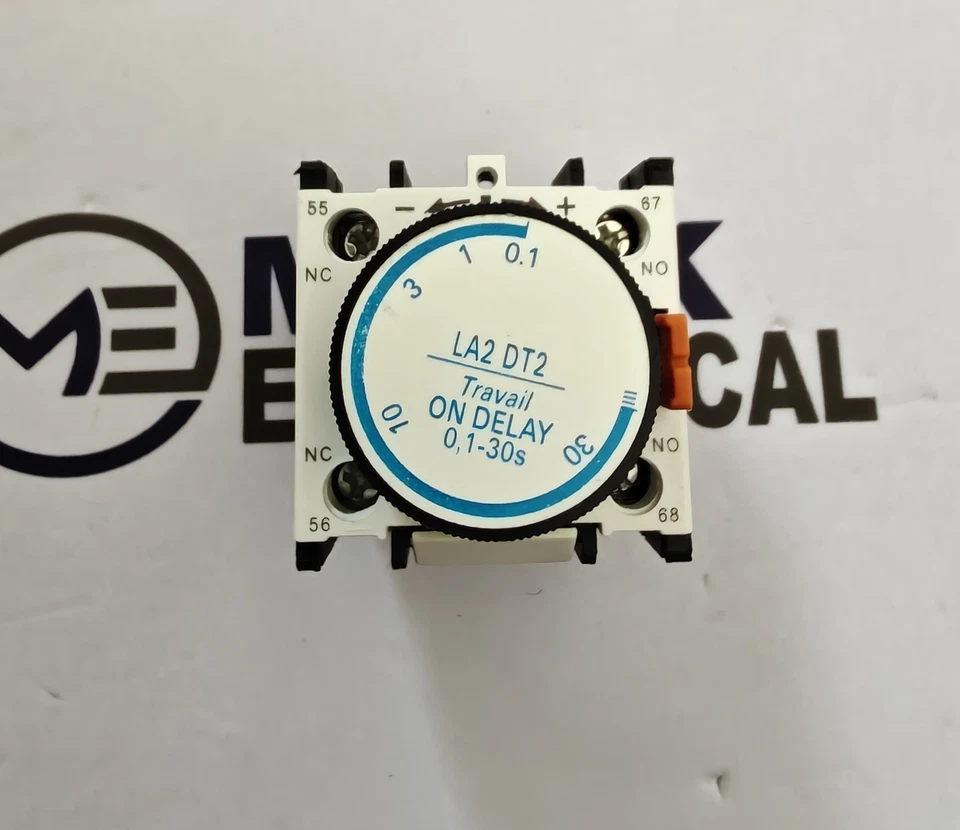 55
− +
67
NC
NO
0.1
1
3
10
30
LA2 DT2
Travail
ON DELAY
0,1-30s
NC
NO
56
68
ME